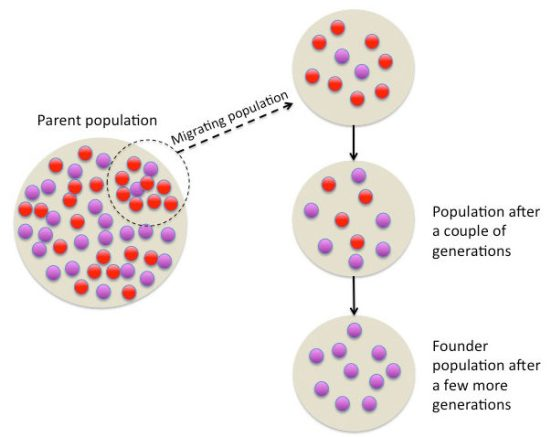 Parent population
Migrating population
Population after
a couple of
generations
Founder
population after
a few more
generations